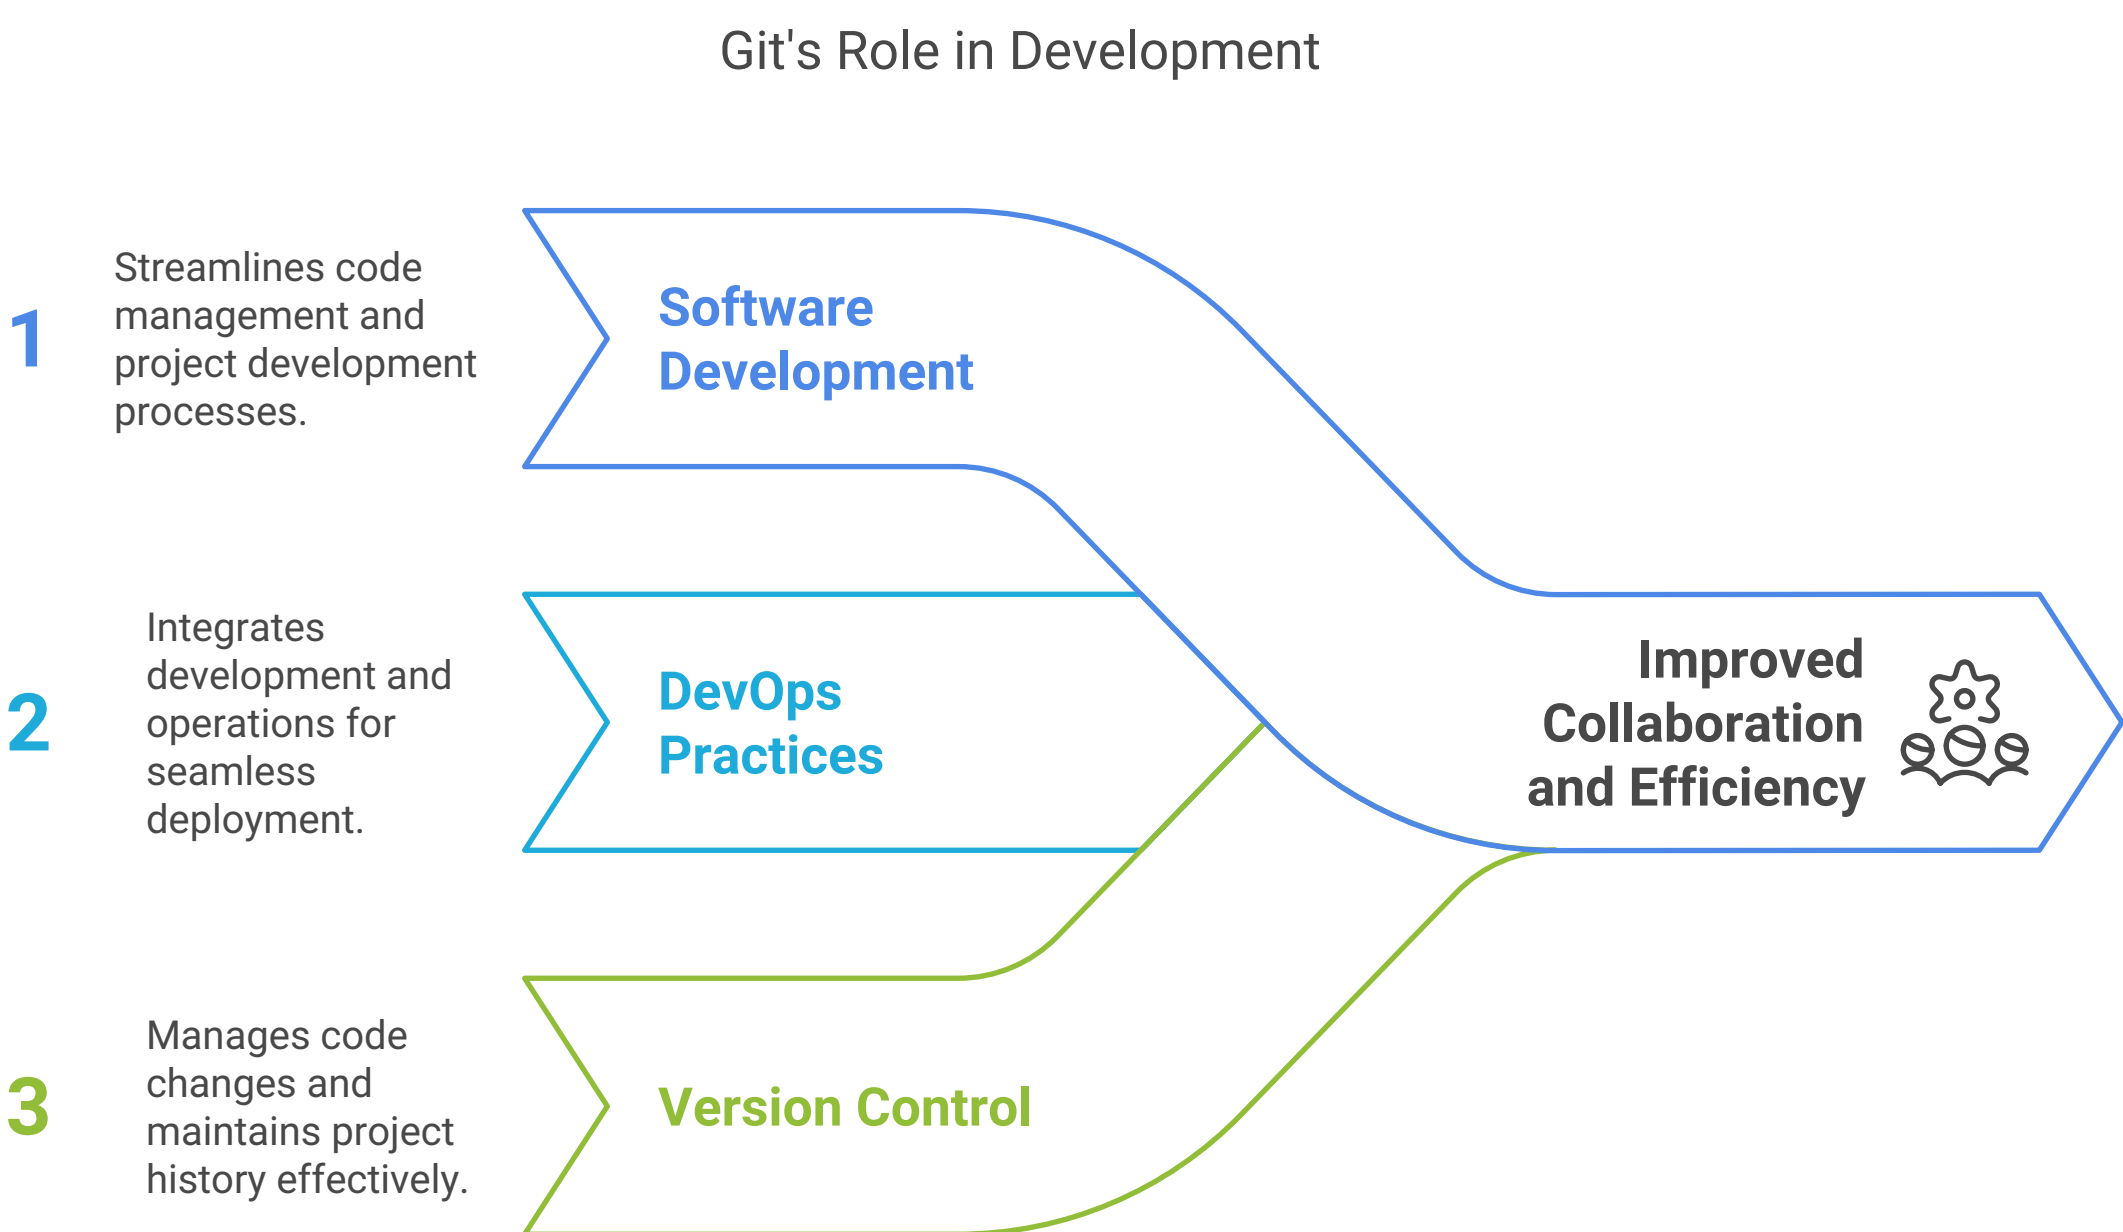 Git's Role in Development
1
Streamlines code
management and
project development
processes.
Software
Development
2
Integrates
development and
operations for
seamless
deployment.
DevOps
Practices
3
Manages code
changes and
maintains project
history effectively.
Version Control
Improved
Collaboration
and Efficiency